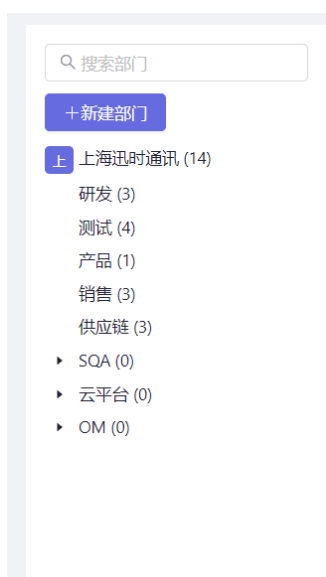 搜索部门
+新建部门
上 上海迅时通讯 (14)
研发 (3)
测试 (4)
产品 (1)
销售 (3)
供应链 (3)
SQA (0)
云平台 (0)
OM (0)